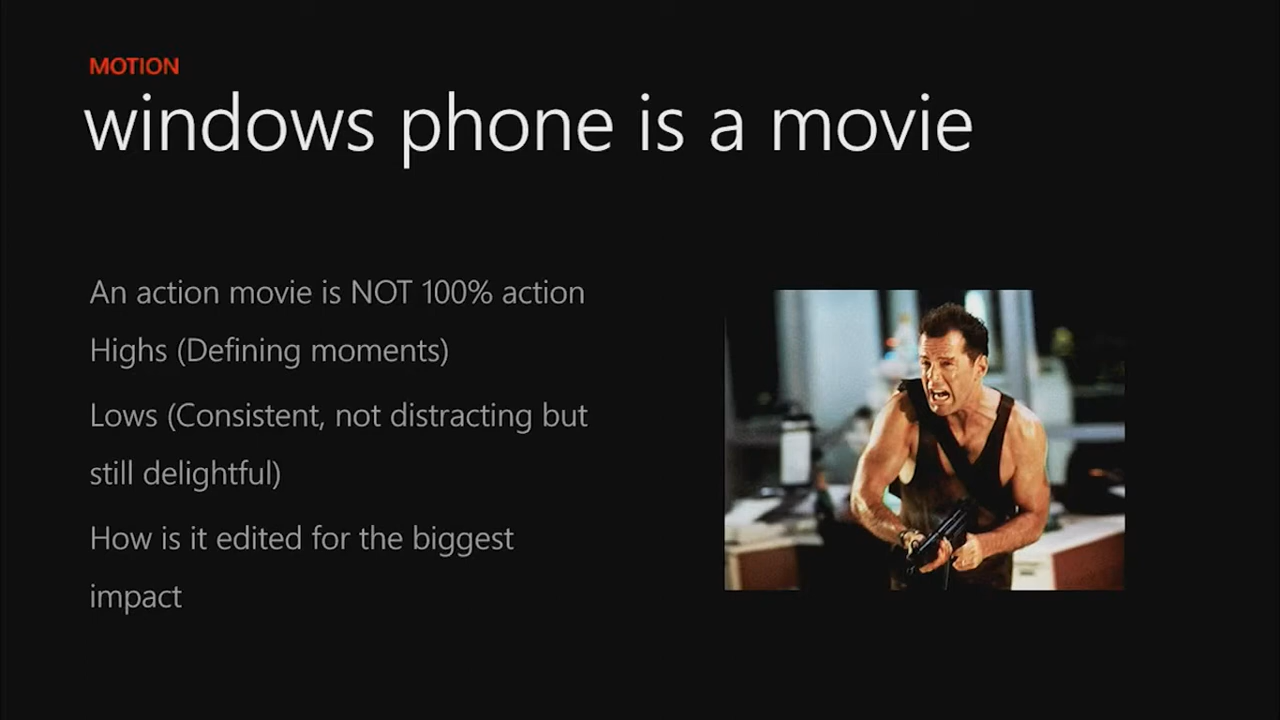 MOTION
windows phone is a movie
An action movie is NOT 100% action
Highs (Defining moments)
Lows (Consistent, not distracting but
still delightful)
How is it edited for the biggest
impact